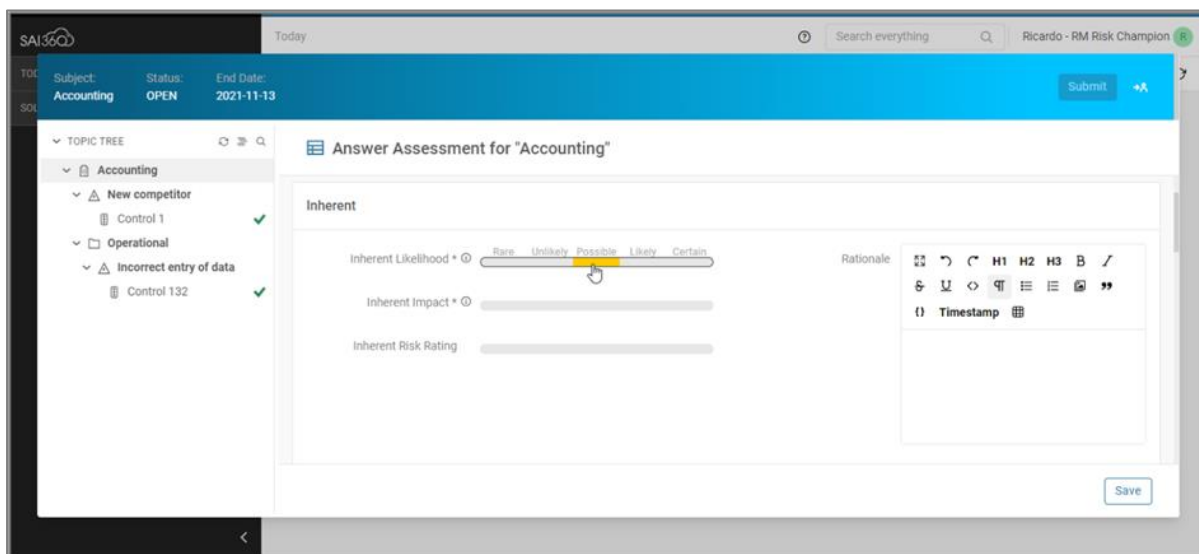 SAI360
Today
Search everything
Ricardo - RM Risk Champion R
TOD
SOL
Subject: Status: End Date:
Accounting OPEN 2021-11-13
Submit
TOPIC TREE
Accounting
New competitor
Control 1
Operational
Incorrect entry of data
Control 132
Answer Assessment for "Accounting"
Inherent
Rare Unlikely Possible Likely Certain
Inherent Likelihood *
Inherent Impact *
Inherent Risk Rating
Rationale
H1 H2 H3 B I
S U <> ¶ ”
{} Timestamp
Save